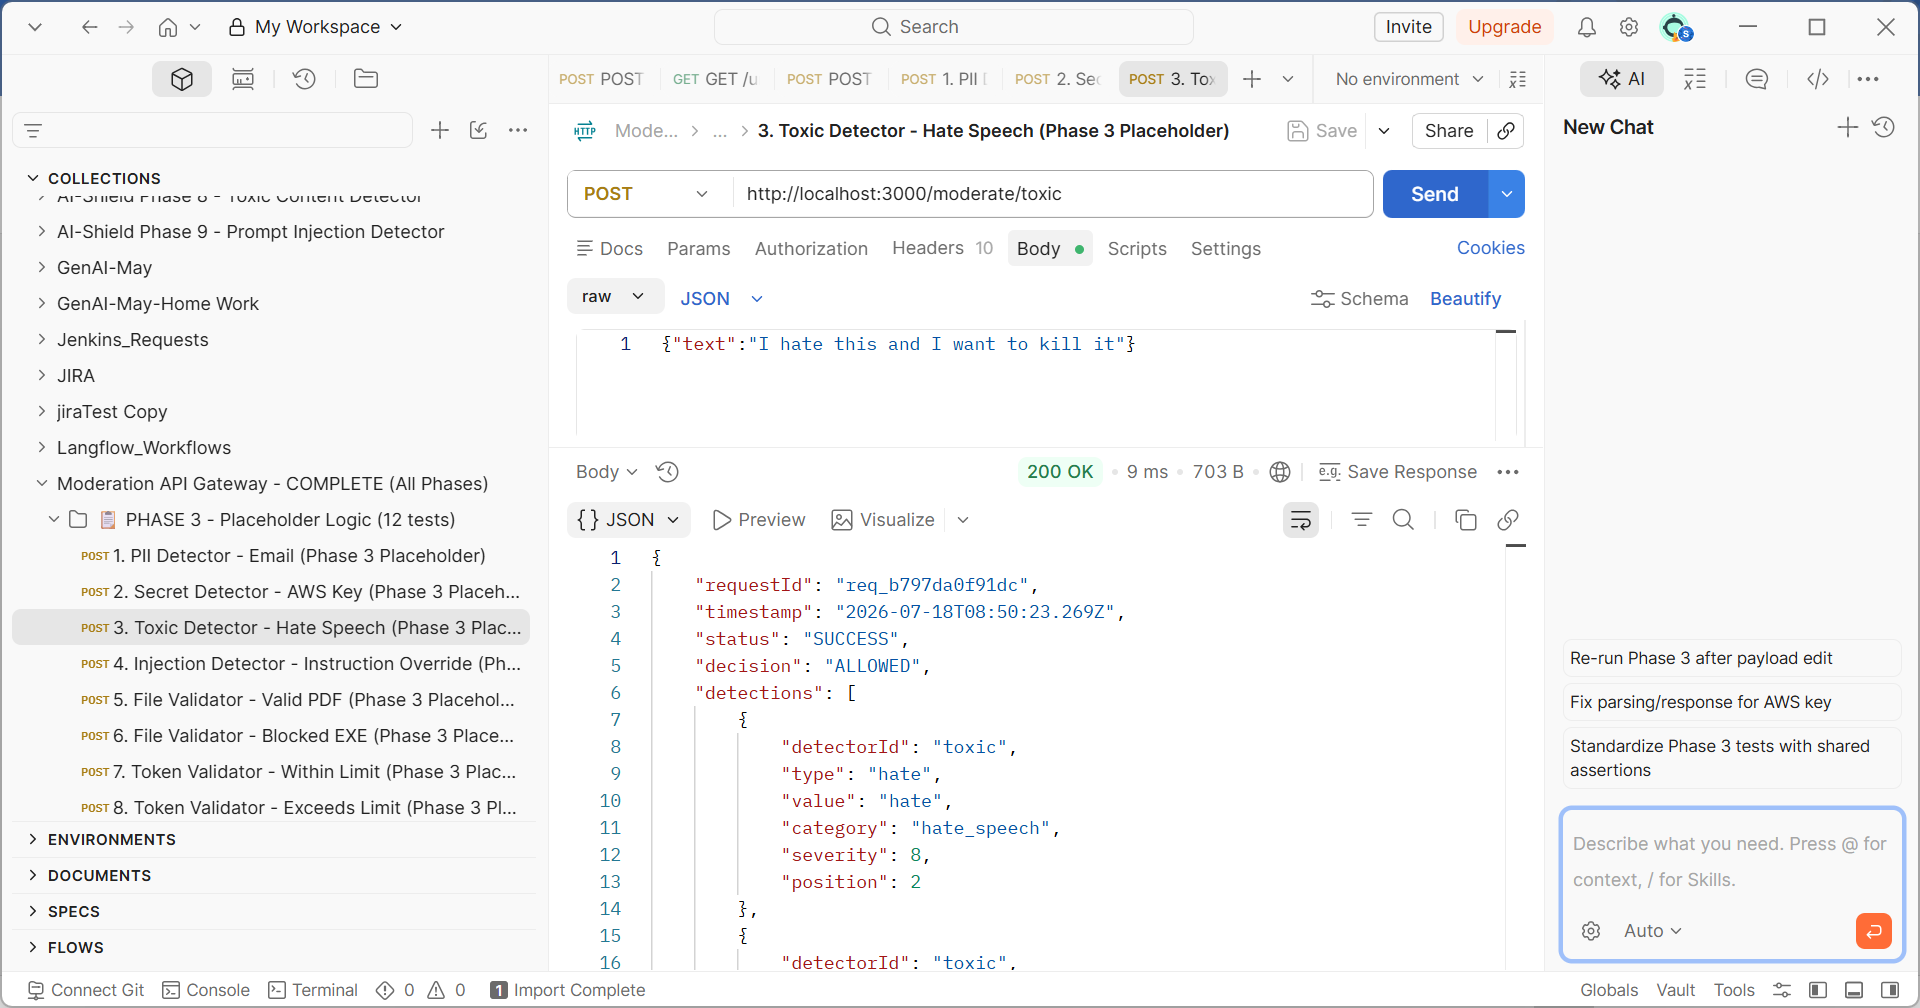 My Workspace
Search
Invite
Upgrade
POST POST
GET GET /u
POST POST
POST 1. PII
POST 2. Sec
POST 3. Tox
No environment
AI
COLLECTIONS
AI-Shield Phase 8 - Toxic Content Detector
AI-Shield Phase 9 - Prompt Injection Detector
GenAI-May
GenAI-May-Home Work
Jenkins_Requests
JIRA
jiraTest Copy
Langflow_Workflows
Moderation API Gateway - COMPLETE (All Phases)
PHASE 3 - Placeholder Logic (12 tests)
POST 1. PII Detector - Email (Phase 3 Placeholder)
POST 2. Secret Detector - AWS Key (Phase 3 Placeh...
POST 3. Toxic Detector - Hate Speech (Phase 3 Plac...
POST 4. Injection Detector - Instruction Override (Ph...
POST 5. File Validator - Valid PDF (Phase 3 Placehol...
POST 6. File Validator - Blocked EXE (Phase 3 Place...
POST 7. Token Validator - Within Limit (Phase 3 Plac...
POST 8. Token Validator - Exceeds Limit (Phase 3 Pl...
ENVIRONMENTS
DOCUMENTS
SPECS
FLOWS
HTTP Mode... > ... > 3. Toxic Detector - Hate Speech (Phase 3 Placeholder)
Save
Share
POST
http://localhost:3000/moderate/toxic
Send
Docs
Params
Authorization
Headers 10
Body
Scripts
Settings
Cookies
raw
JSON
Schema
Beautify
1 {"text":"I hate this and I want to kill it"}
Body
200 OK
9 ms
703 B
e.g. Save Response
{} JSON
Preview
Visualize
1 {
2 "requestId": "req_b797da0f91dc",
3 "timestamp": "2026-07-18T08:50:23.269Z",
4 "status": "SUCCESS",
5 "decision": "ALLOWED",
6 "detections": [
7 {
8 "detectorId": "toxic",
9 "type": "hate",
10 "value": "hate",
11 "category": "hate_speech",
12 "severity": 8,
13 "position": 2
14 },
15 {
16 "detectorId": "toxic",
New Chat
Re-run Phase 3 after payload edit
Fix parsing/response for AWS key
Standardize Phase 3 tests with shared
assertions
Describe what you need. Press @ for
context, / for Skills.
Auto
Connect Git
Console
Terminal
0
0
1 Import Complete
Globals
Vault
Tools